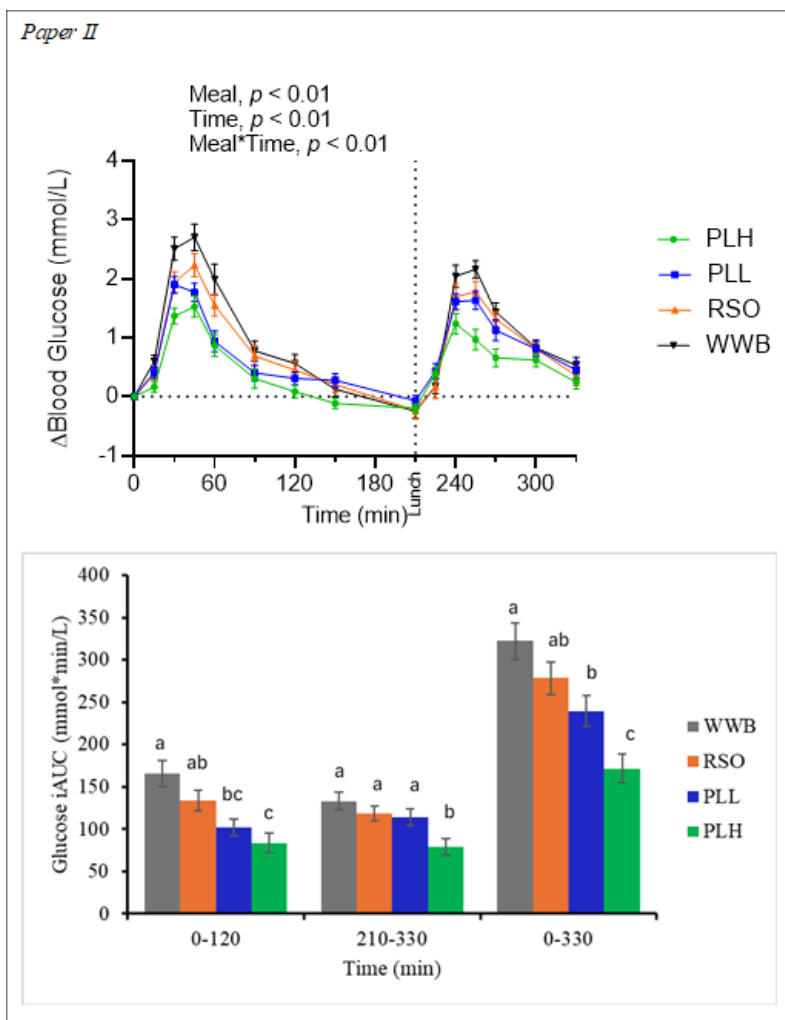 Paper II
Meal, p < 0.01
Time, p < 0.01
Meal*Time, p < 0.01
4
3
2
1
0
-1
ΔBlood Glucose (mmol/L)
0
60
120
180
240
300
Lunch
Time (min)
PLH
PLL
RSO
WWB
400
350
300
250
200
150
100
50
0
Glucose iAUC (mmol*min/L)
a
ab
bc
c
a
a
a
b
a
ab
b
c
0-120
210-330
0-330
Time (min)
WWB
RSO
PLL
PLH